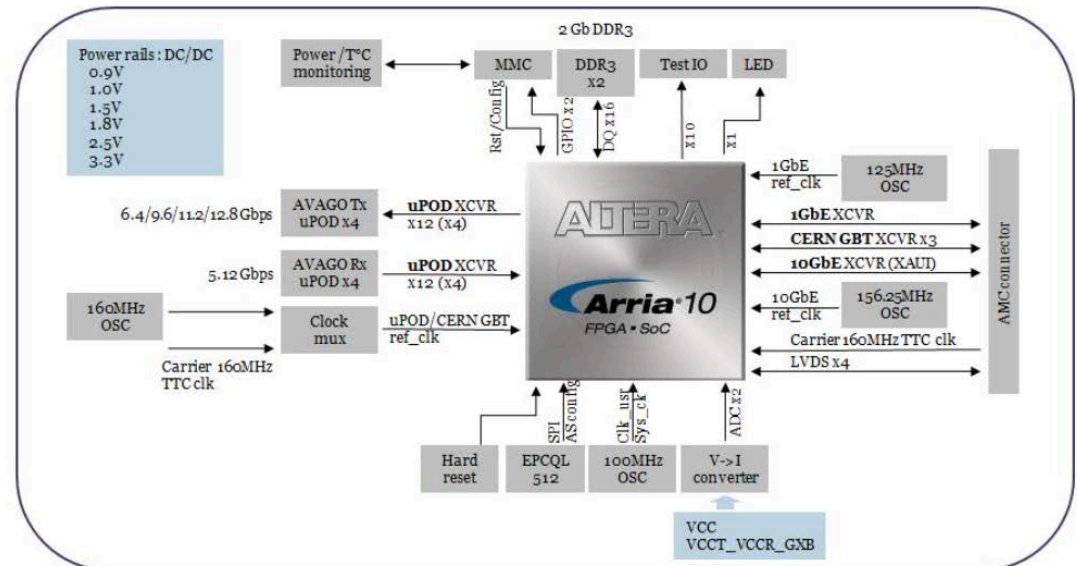 2 Gb DDR3
Power rails : DC/DC
0.9V
1.0V
1.5V
1.8V
2.5V
3.3V
Power /T°C
monitoring
MMC
DDR3
x2
Test IO
LED
Rst/Config
GPIO x 2
DQ x16
x10
x1
1GbE
ref_clk
125MHz
OSC
6.4/9.6/11.2/12.8 Gbps
AVAGO Tx
uPOD x4
uPOD XCVR
x12 (x4)
ALTERA
1GbE XCVR
CERN GBT XCVR x3
10GbE XCVR (XAUI)
AMC connector
5.12 Gbps
AVAGO Rx
uPOD x4
uPOD XCVR
x12 (x4)
Arria 10
FPGA • SoC
10GbE
ref_clk
156.25MHz
OSC
160MHz
OSC
Clock
mux
uPOD/CERN GBT
ref_clk
Carrier 160MHz
TTC clk
Carrier 160MHz TTC clk
LVDS x4
SPI
AS config
Clk_usr
Sys_ck
ADC x2
Hard
reset
EPCQL
512
100MHz
OSC
V->I
converter
VCC
VCCT_VCCR_GXB